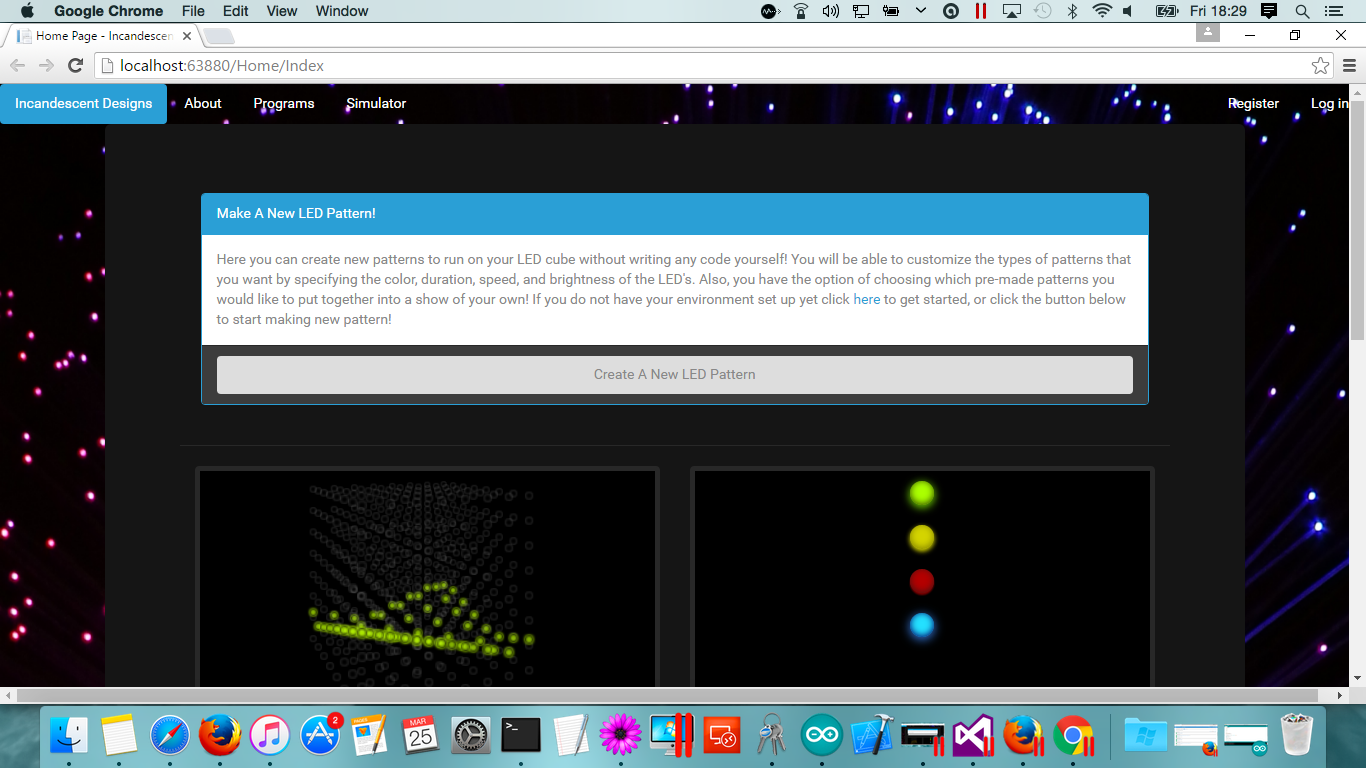 Google Chrome File Edit View Window Fri 18:29
Home Page - Incandescen
localhost:63880/Home/Index
Incandescent Designs About Programs Simulator Register Log in
Make A New LED Pattern!
Here you can create new patterns to run on your LED cube without writing any code yourself! You will be able to customize the types of patterns that
you want by specifying the color, duration, speed, and brightness of the LED's. Also, you have the option of choosing which pre-made patterns you
would like to put together into a show of your own! If you do not have your environment set up yet click here to get started, or click the button below
to start making new pattern!
Create A New LED Pattern
2
MAR
25